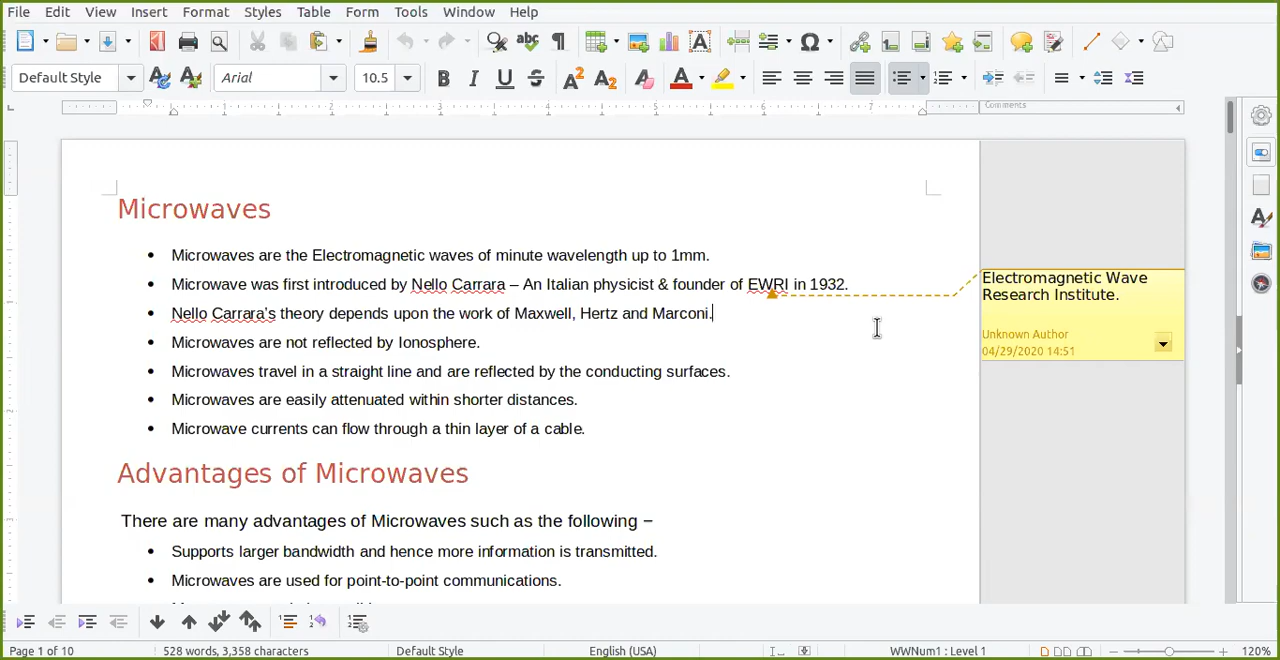 File Edit View Insert Format Styles Table Form Tools Window Help
Default Style Arial 10.5
Comments
Microwaves
• Microwaves are the Electromagnetic waves of minute wavelength up to 1mm.
• Microwave was first introduced by Nello Carrara – An Italian physicist & founder of EWRI in 1932.
• Nello Carrara's theory depends upon the work of Maxwell, Hertz and Marconi.
• Microwaves are not reflected by Ionosphere.
• Microwaves travel in a straight line and are reflected by the conducting surfaces.
• Microwaves are easily attenuated within shorter distances.
• Microwave currents can flow through a thin layer of a cable.
Electromagnetic Wave
Research Institute.
Unknown Author
04/29/2020 14:51
Advantages of Microwaves
There are many advantages of Microwaves such as the following −
• Supports larger bandwidth and hence more information is transmitted.
• Microwaves are used for point-to-point communications.
Page 1 of 10 528 words, 3,358 characters Default Style English (USA) WWNum1 : Level 1 120%